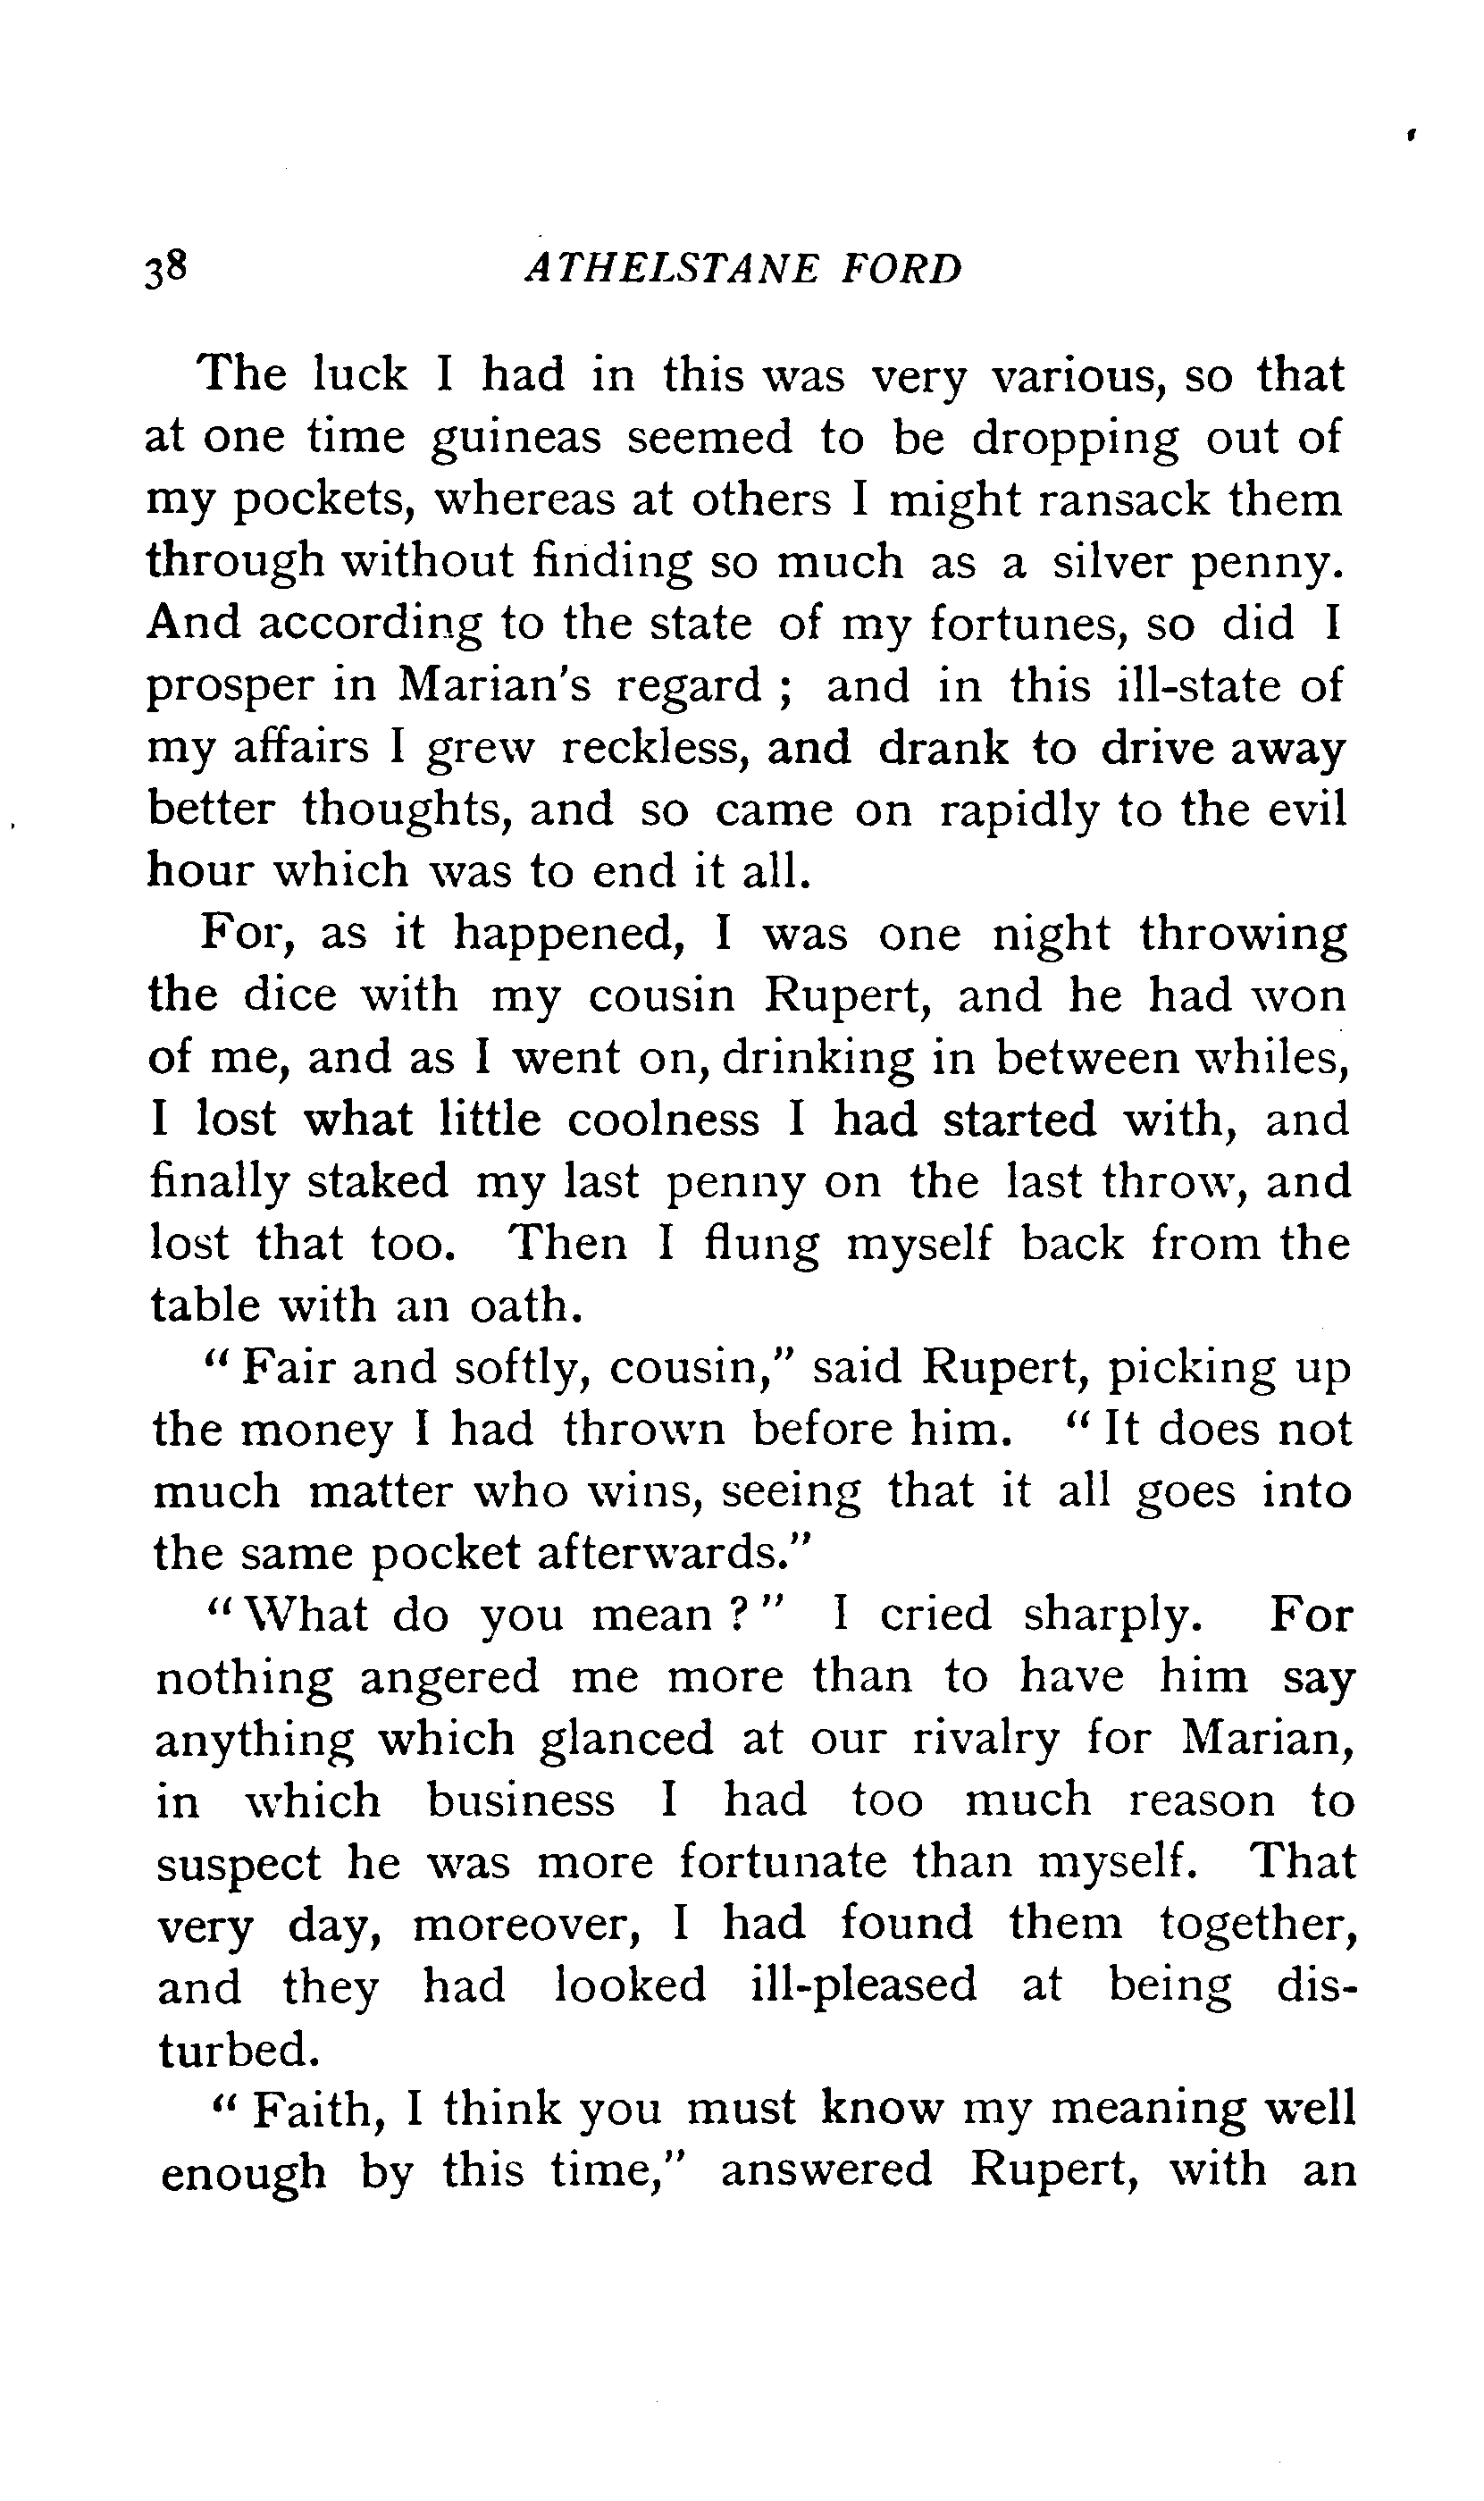 38 ATHELSTANE FORD
The luck I had in this was very various, so that
at one time guineas seemed to be dropping out of
my pockets, whereas at others I might ransack them
through without finding so much as a silver penny.
And according to the state of my fortunes, so did I
prosper in Marian's regard ; and in this ill-state of
my affairs I grew reckless, and drank to drive away
better thoughts, and so came on rapidly to the evil
hour which was to end it all.
For, as it happened, I was one night throwing
the dice with my cousin Rupert, and he had won
of me, and as I went on, drinking in between whiles,
I lost what little coolness I had started with, and
finally staked my last penny on the last throw, and
lost that too. Then I flung myself back from the
table with an oath.
" Fair and softly, cousin," said Rupert, picking up
the money I had thrown before him. " It does not
much matter who wins, seeing that it all goes into
the same pocket afterwards."
" What do you mean ? " I cried sharply. For
nothing angered me more than to have him say
anything which glanced at our rivalry for Marian,
in which business I had too much reason to
suspect he was more fortunate than myself. That
very day, moreover, I had found them together,
and they had looked ill-pleased at being dis-
turbed.
" Faith, I think you must know my meaning well
enough by this time," answered Rupert, with an